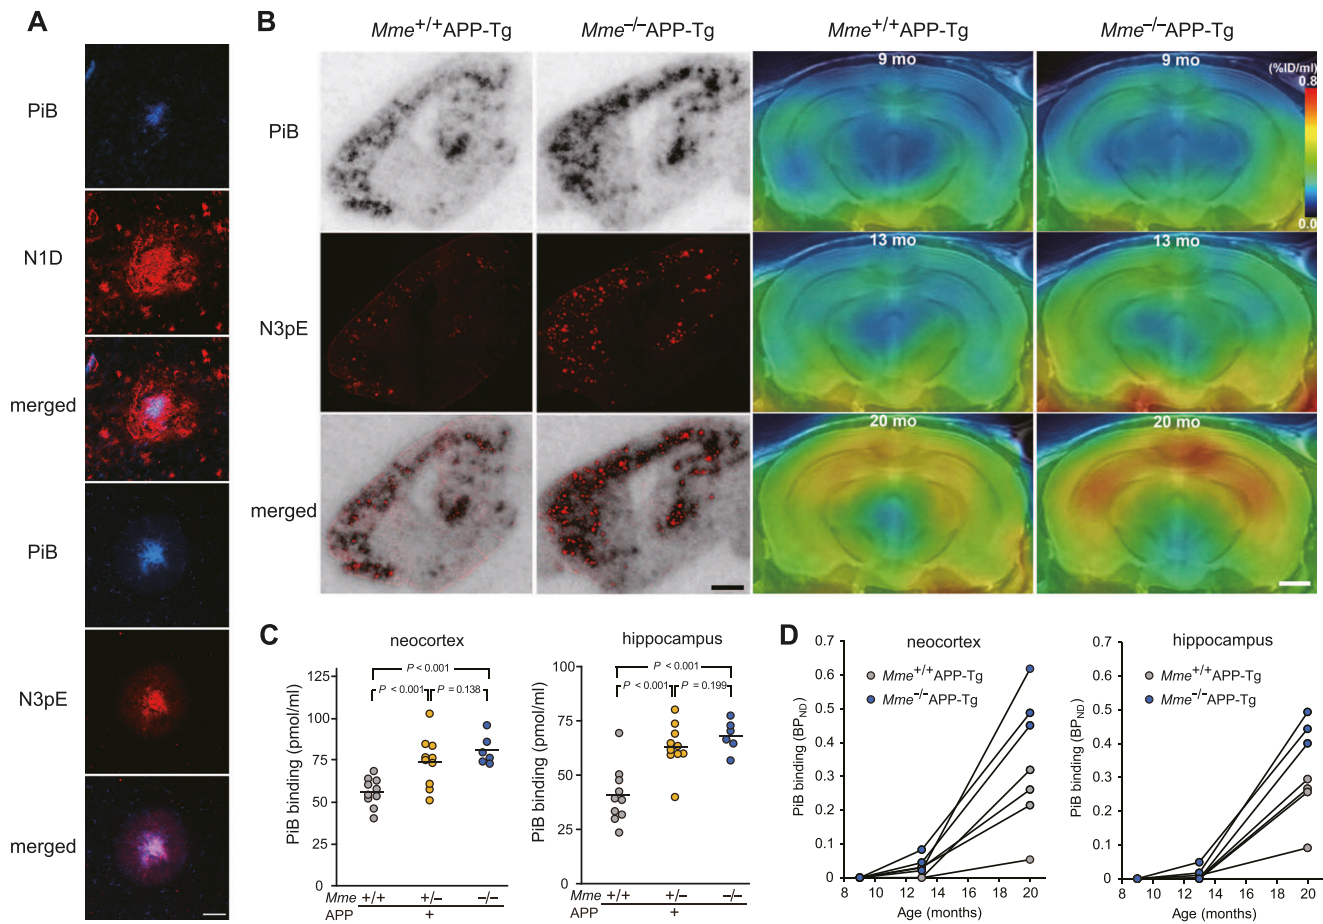 A
PiB
N1D
merged
PiB
N3pE
merged
B
Mme+/+APP-Tg Mme–/–APP-Tg Mme+/+APP-Tg Mme–/–APP-Tg
PiB
N3pE
merged
9 mo 9 mo
(%ID/ml)
0.8
0.0
13 mo 13 mo
20 mo 20 mo
C
neocortex
P < 0.001
P < 0.001 P = 0.138
PiB binding (pmol/ml)
125
100
75
50
25
0
Mme +/+ +/– –/–
APP +
hippocampus
P < 0.001
P < 0.001 P = 0.199
PiB binding (pmol/ml)
100
75
50
25
0
Mme +/+ +/– –/–
APP +
D
neocortex
Mme+/+APP-Tg
Mme–/–APP-Tg
PiB binding (BPND)
0.7
0.6
0.5
0.4
0.3
0.2
0.1
0
8 10 12 14 16 18 20
Age (months)
hippocampus
Mme+/+APP-Tg
Mme–/–APP-Tg
PiB binding (BPND)
0.7
0.6
0.5
0.4
0.3
0.2
0.1
0
8 10 12 14 16 18 20
Age (months)